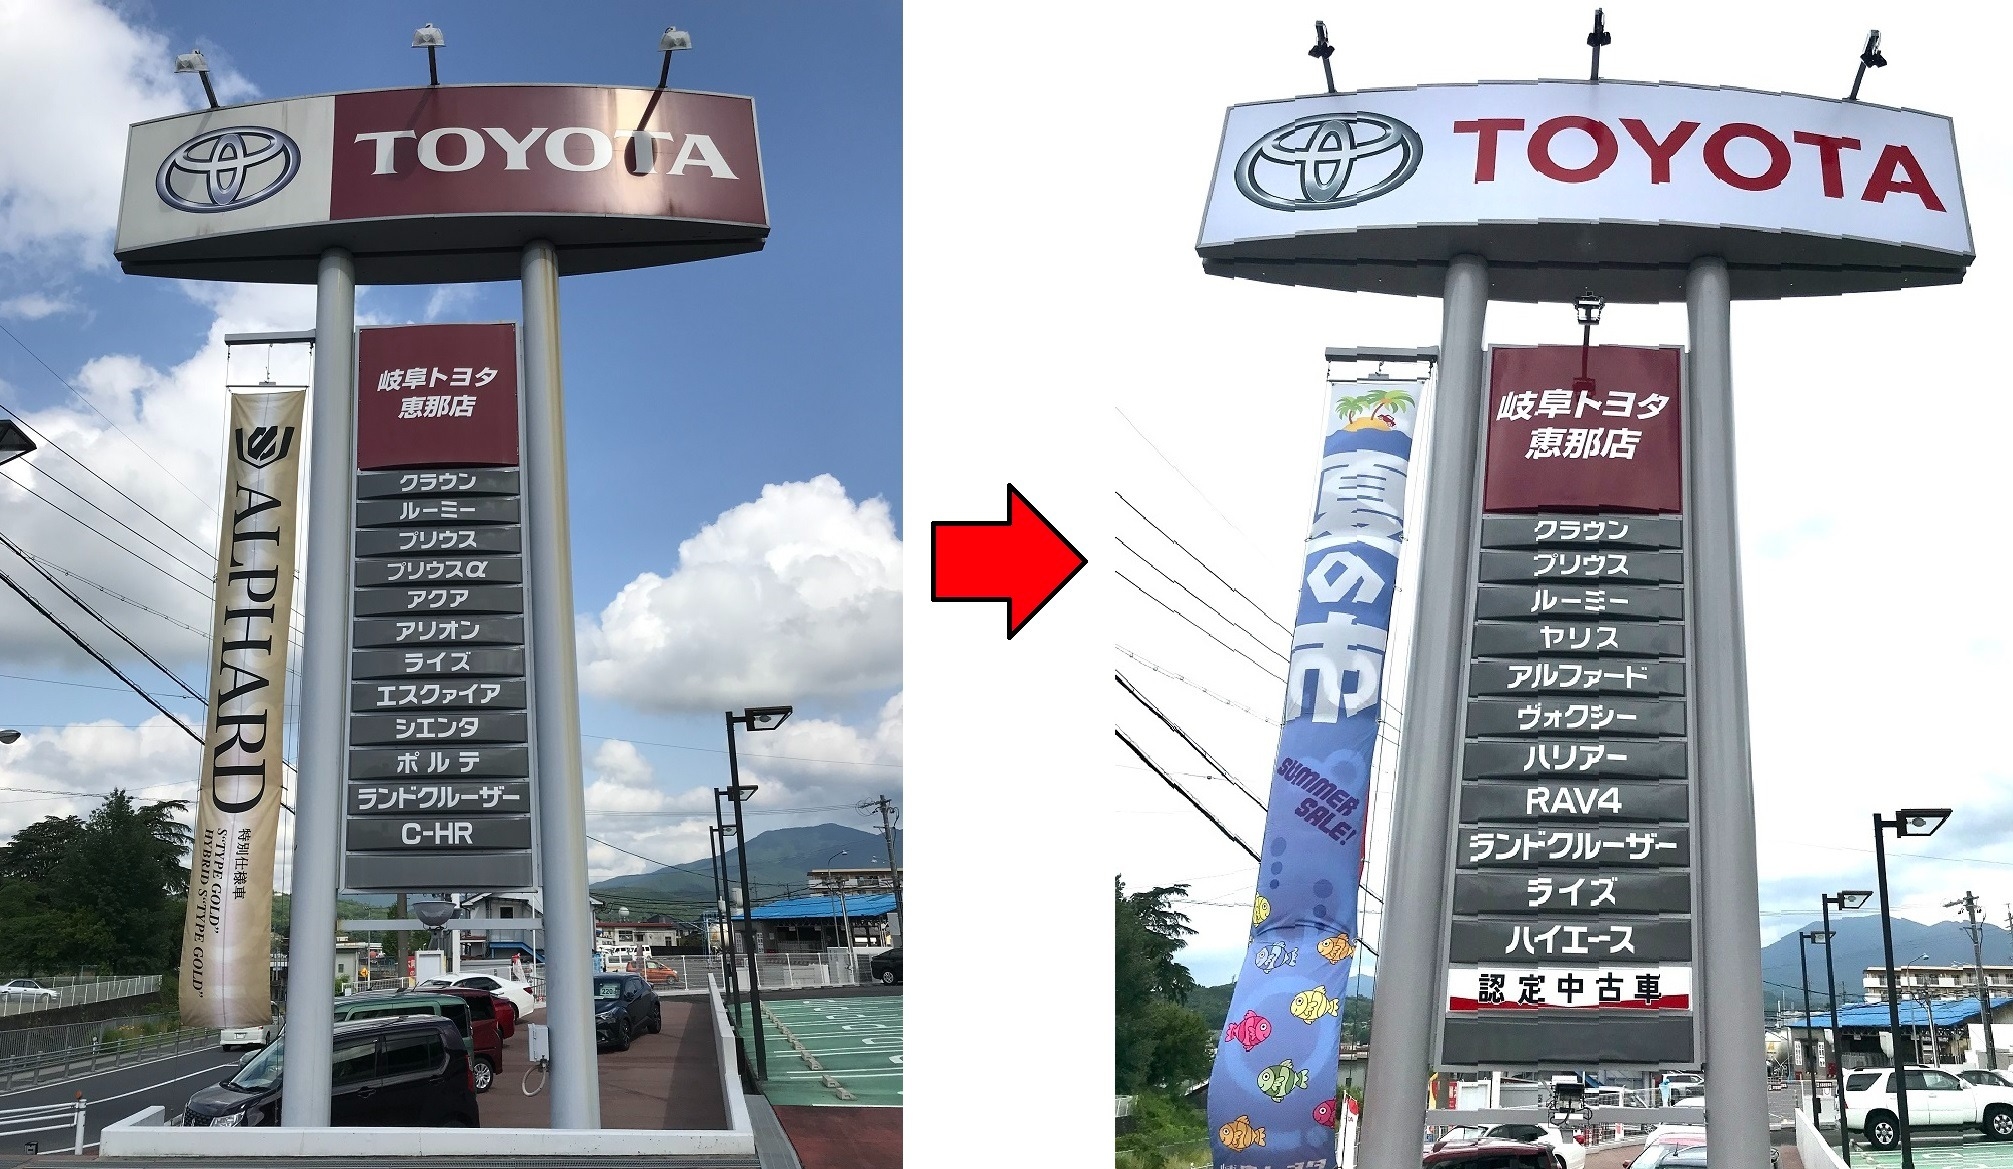 TOYOTA
岐阜トヨタ
恵那店
クラウン
ルーミー
プリウス
プリウスα
アクア
アリオン
ライズ
エスクァイア
シエンタ
ポルテ
ランドクルーザー
C-HR
ALPHARD
特別仕様車
S"TYPE GOLD"
HYBRID S"TYPE GOLD"
TOYOTA
岐阜トヨタ
恵那店
クラウン
プリウス
ルーミー
ヤリス
アルファード
ヴォクシー
ハリアー
RAV4
ランドクルーザー
ライズ
ハイエース
認定中古車
夏の市
SUMMER
SALE!